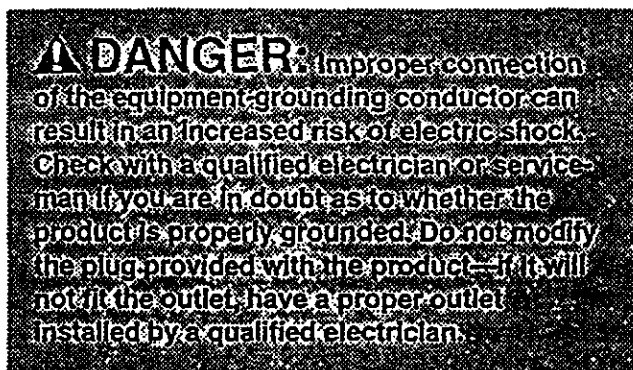 ⚠ DANGER: Improper connection
of the equipment-grounding conductor can
result in an increased risk of electric shock.
Check with a qualified electrician or service-
man if you are in doubt as to whether the
product is properly grounded. Do not modify
the plug provided with the product—if it will
not fit the outlet, have a proper outlet
installed by a qualified electrician.